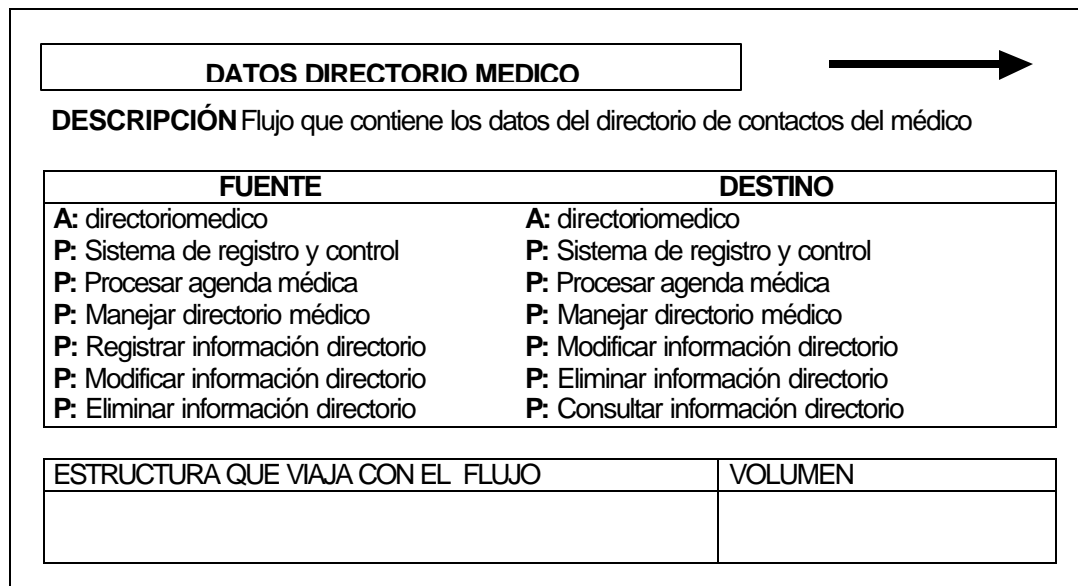 DATOS DIRECTORIO MEDICO
DESCRIPCIÓN Flujo que contiene los datos del directorio de contactos del médico
FUENTE DESTINO
A: directoriomedico A: directoriomedico
P: Sistema de registro y control P: Sistema de registro y control
P: Procesar agenda médica P: Procesar agenda médica
P: Manejar directorio médico P: Manejar directorio médico
P: Registrar información directorio P: Modificar información directorio
P: Modificar información directorio P: Eliminar información directorio
P: Eliminar información directorio P: Consultar información directorio
ESTRUCTURA QUE VIAJA CON EL FLUJO VOLUMEN